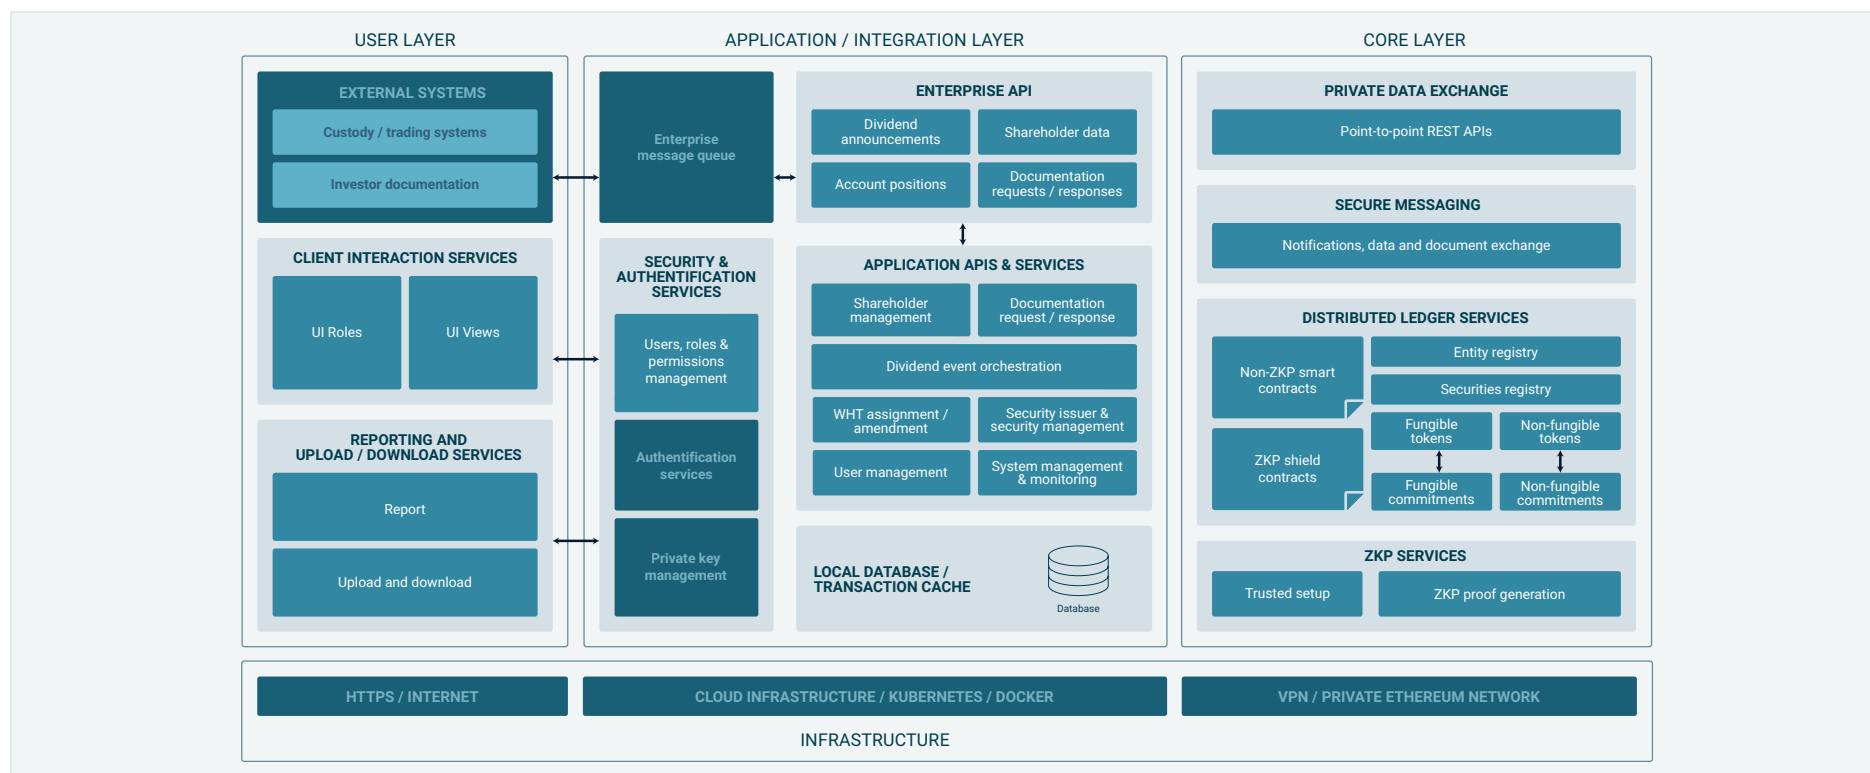 USER LAYER
EXTERNAL SYSTEMS
Custody / trading systems
Investor documentation
CLIENT INTERACTION SERVICES
UI Roles
UI Views
REPORTING AND
UPLOAD / DOWNLOAD SERVICES
Report
Upload and download
APPLICATION / INTEGRATION LAYER
Enterprise
message queue
SECURITY &
AUTHENTIFICATION
SERVICES
Users, roles &
permissions
management
Authentification
services
Private key
management
ENTERPRISE API
Dividend
announcements
Shareholder data
Account positions
Documentation
requests / responses
APPLICATION APIS & SERVICES
Shareholder
management
Documentation
request / response
Dividend event orchestration
WHT assignment /
amendment
Security issuer &
security management
User management
System management
& monitoring
LOCAL DATABASE /
TRANSACTION CACHE
Database
CORE LAYER
PRIVATE DATA EXCHANGE
Point-to-point REST APIs
SECURE MESSAGING
Notifications, data and document exchange
DISTRIBUTED LEDGER SERVICES
Non-ZKP smart
contracts
Entity registry
Securities registry
ZKP shield
contracts
Fungible
tokens
Non-fungible
tokens
Fungible
commitments
Non-fungible
commitments
ZKP SERVICES
Trusted setup
ZKP proof generation
HTTPS / INTERNET
CLOUD INFRASTRUCTURE / KUBERNETES / DOCKER
VPN / PRIVATE ETHEREUM NETWORK
INFRASTRUCTURE